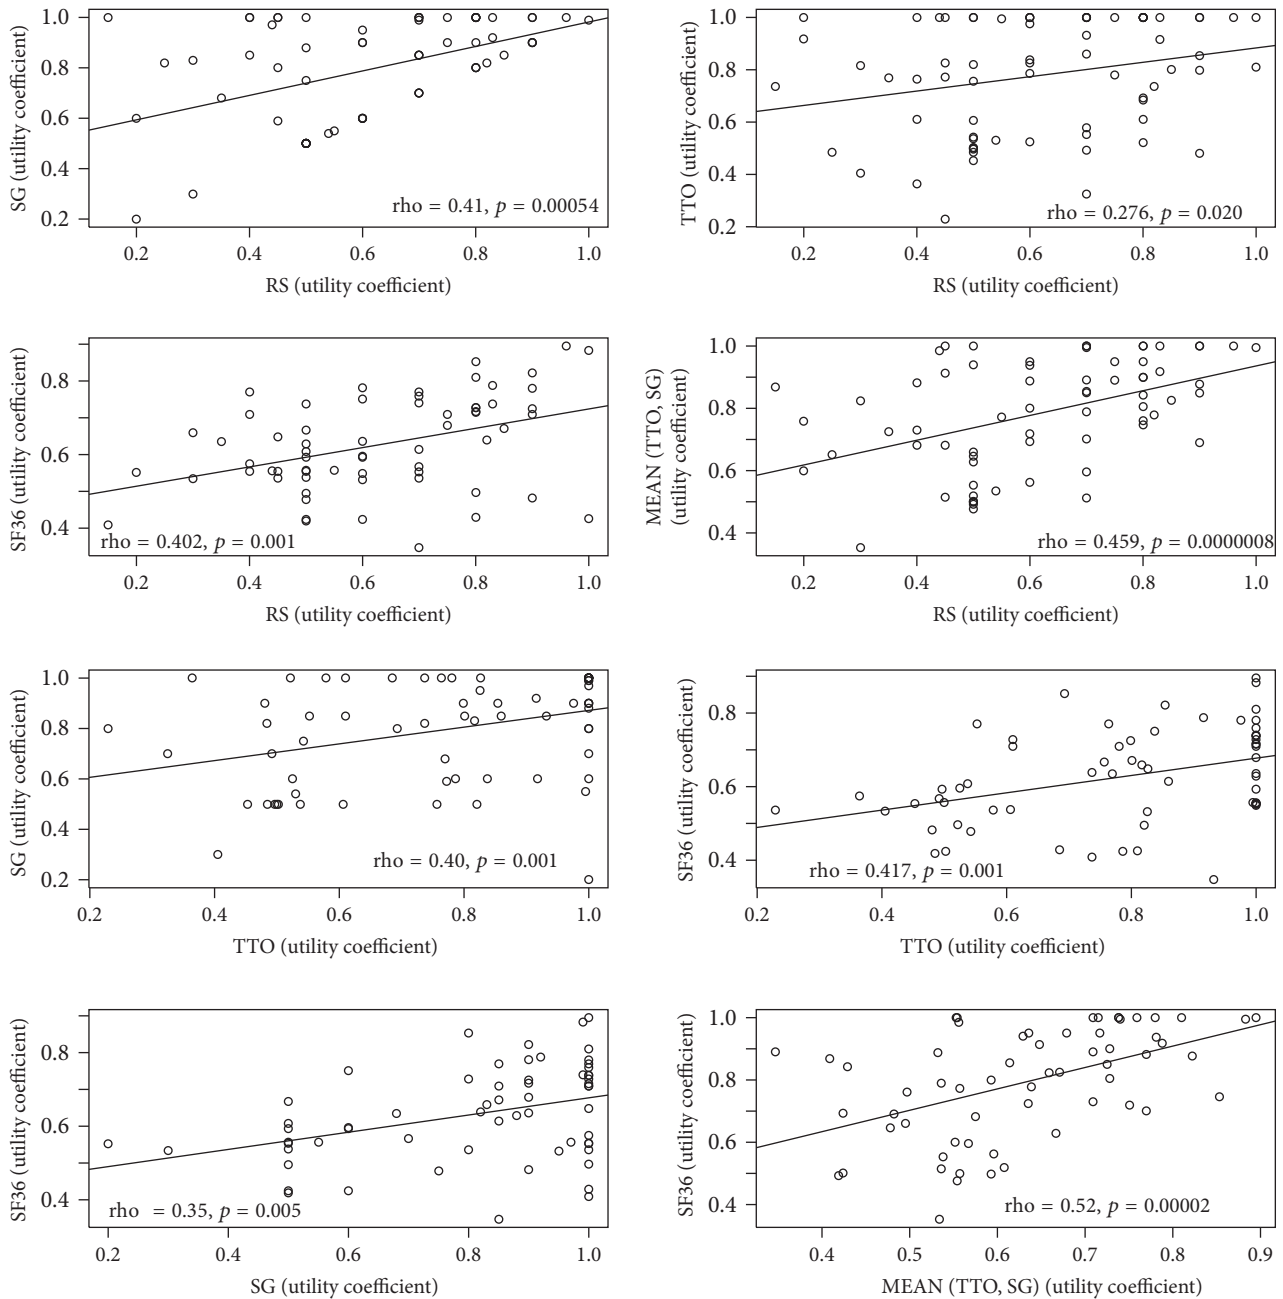 1.0
0.8
0.6
0.4
0.2
SG (utility coefficient)
rho = 0.41, p = 0.00054
0.2 0.4 0.6 0.8 1.0
RS (utility coefficient)
1.0
0.8
0.6
0.4
0.2
TTO (utility coefficient)
rho = 0.276, p = 0.020
0.2 0.4 0.6 0.8 1.0
RS (utility coefficient)
0.8
0.6
0.4
SF36 (utility coefficient)
rho = 0.402, p = 0.001
0.2 0.4 0.6 0.8 1.0
RS (utility coefficient)
1.0
0.8
0.6
0.4
MEAN (TTO, SG)
(utility coefficient)
rho = 0.459, p = 0.0000008
0.2 0.4 0.6 0.8 1.0
RS (utility coefficient)
1.0
0.8
0.6
0.4
0.2
SG (utility coefficient)
rho = 0.40, p = 0.001
0.2 0.4 0.6 0.8 1.0
TTO (utility coefficient)
0.8
0.6
0.4
SF36 (utility coefficient)
rho = 0.417, p = 0.001
0.2 0.4 0.6 0.8 1.0
TTO (utility coefficient)
0.8
0.6
0.4
SF36 (utility coefficient)
rho = 0.35, p = 0.005
0.2 0.4 0.6 0.8 1.0
SG (utility coefficient)
1.0
0.8
0.6
0.4
SF36 (utility coefficient)
rho = 0.52, p = 0.00002
0.4 0.5 0.6 0.7 0.8 0.9
MEAN (TTO, SG) (utility coefficient)